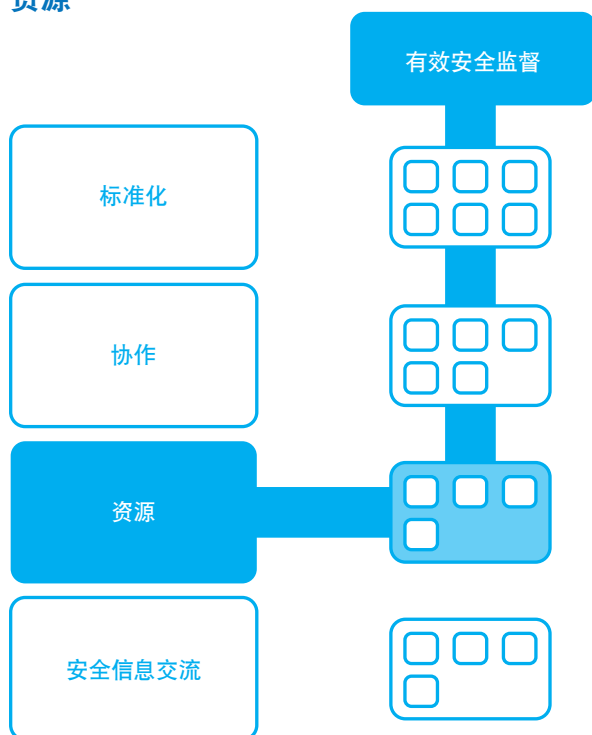 资源
有效安全监督
标准化
协作
资源
安全信息交流